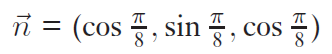 n⃗ = (cos π/8, sin π/8, cos π/8)